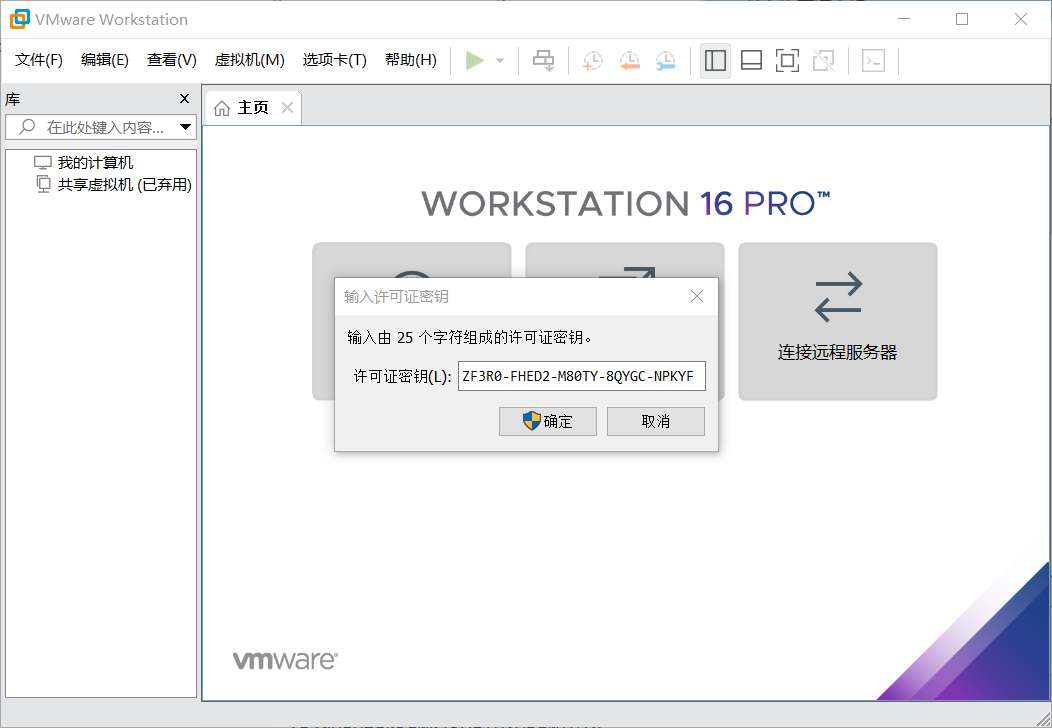 VMware Workstation
文件(F) 编辑(E) 查看(V) 虚拟机(M) 选项卡(T) 帮助(H)
库
主页
在此处键入内容...
我的计算机
共享虚拟机 (已弃用)
WORKSTATION 16 PRO™
连接远程服务器
输入许可证密钥
输入由 25 个字符组成的许可证密钥。
许可证密钥(L): ZF3R0-FHED2-M80TY-8QYGC-NPKYF
确定 取消
vmware